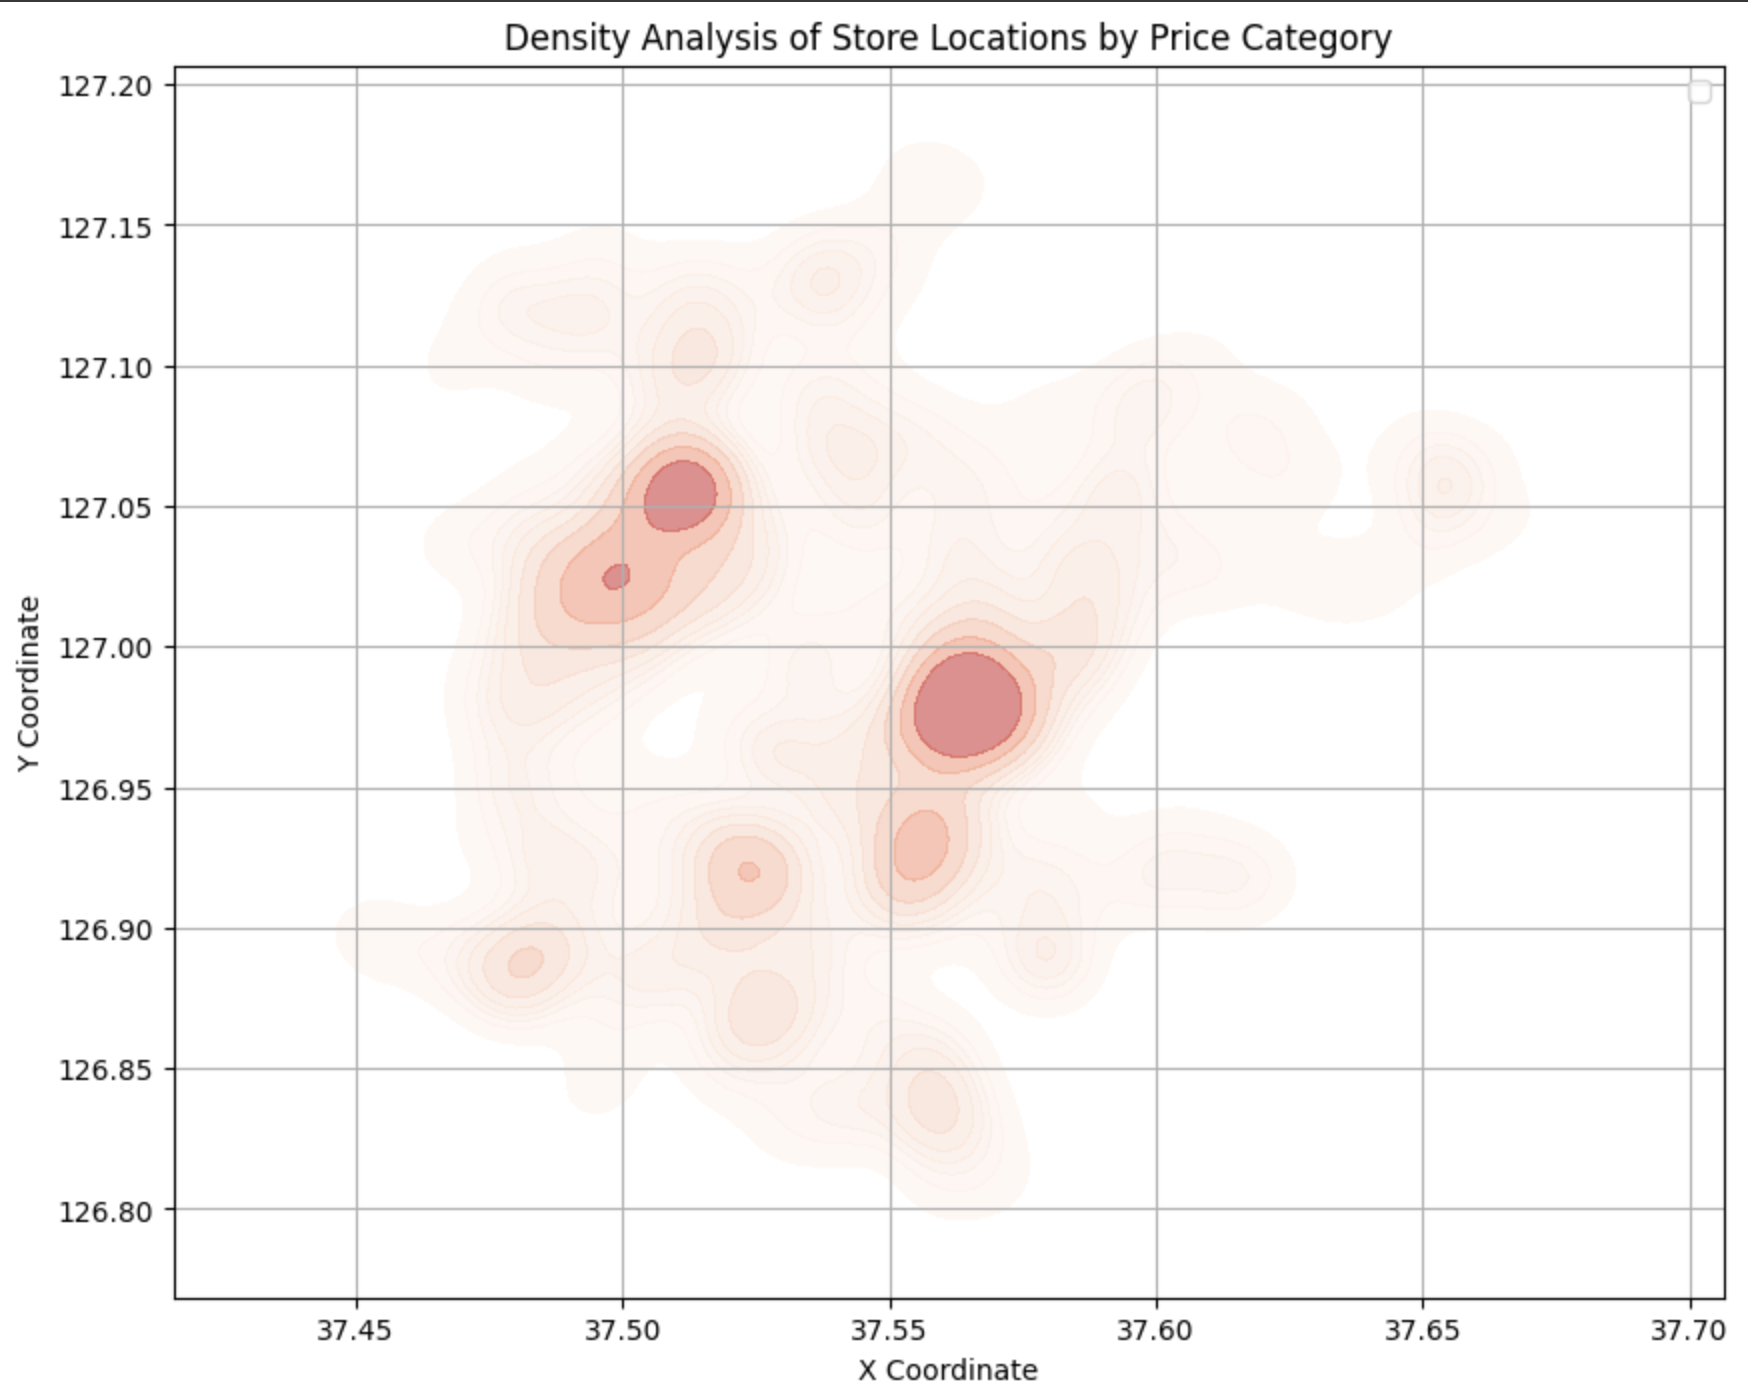 Density Analysis of Store Locations by Price Category
127.20
127.15
127.10
127.05
127.00
126.95
126.90
126.85
126.80
Y Coordinate
37.45 37.50 37.55 37.60 37.65 37.70
X Coordinate